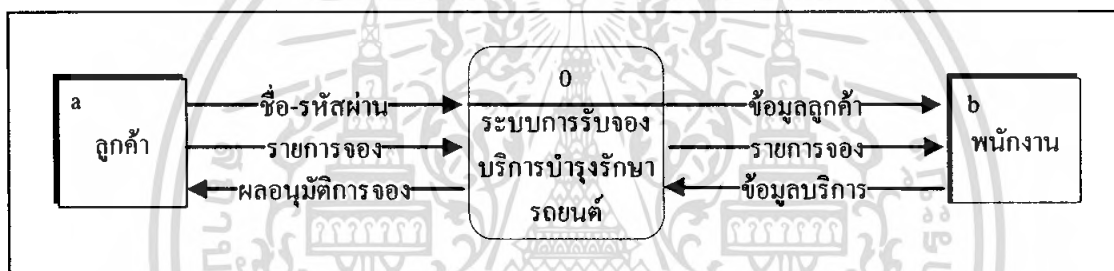 a
ลูกค้า
ชื่อ-รหัสผ่าน
รายการจอง
ผลอนุมัติการจอง
0
ระบบการรับจอง
บริการบำรุงรักษา
รถยนต์
ข้อมูลลูกค้า
รายการจอง
ข้อมูลบริการ
b
พนักงาน